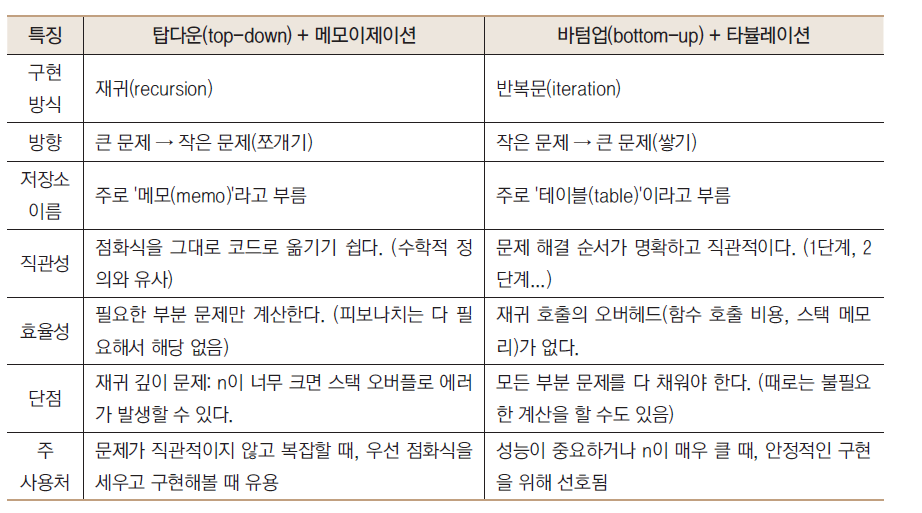 특징
탑다운(top-down) + 메모이제이션
바텀업(bottom-up) + 타뷸레이션
구현
방식
재귀(recursion)
반복문(iteration)
방향
큰 문제 → 작은 문제(쪼개기)
작은 문제 → 큰 문제(쌓기)
저장소
이름
주로 '메모(memo)'라고 부름
주로 '테이블(table)'이라고 부름
직관성
점화식을 그대로 코드로 옮기기 쉽다. (수학적 정
의와 유사)
문제 해결 순서가 명확하고 직관적이다. (1단계, 2
단계...)
효율성
필요한 부분 문제만 계산한다. (피보나치는 다 필
요해서 해당 없음)
재귀 호출의 오버헤드(함수 호출 비용, 스택 메모
리)가 없다.
단점
재귀 깊이 문제: n이 너무 크면 스택 오버플로 에러
가 발생할 수 있다.
모든 부분 문제를 다 채워야 한다. (때로는 불필요
한 계산을 할 수도 있음)
주
사용처
문제가 직관적이지 않고 복잡할 때, 우선 점화식을
세우고 구현해볼 때 유용
성능이 중요하거나 n이 매우 클 때, 안정적인 구현
을 위해 선호됨